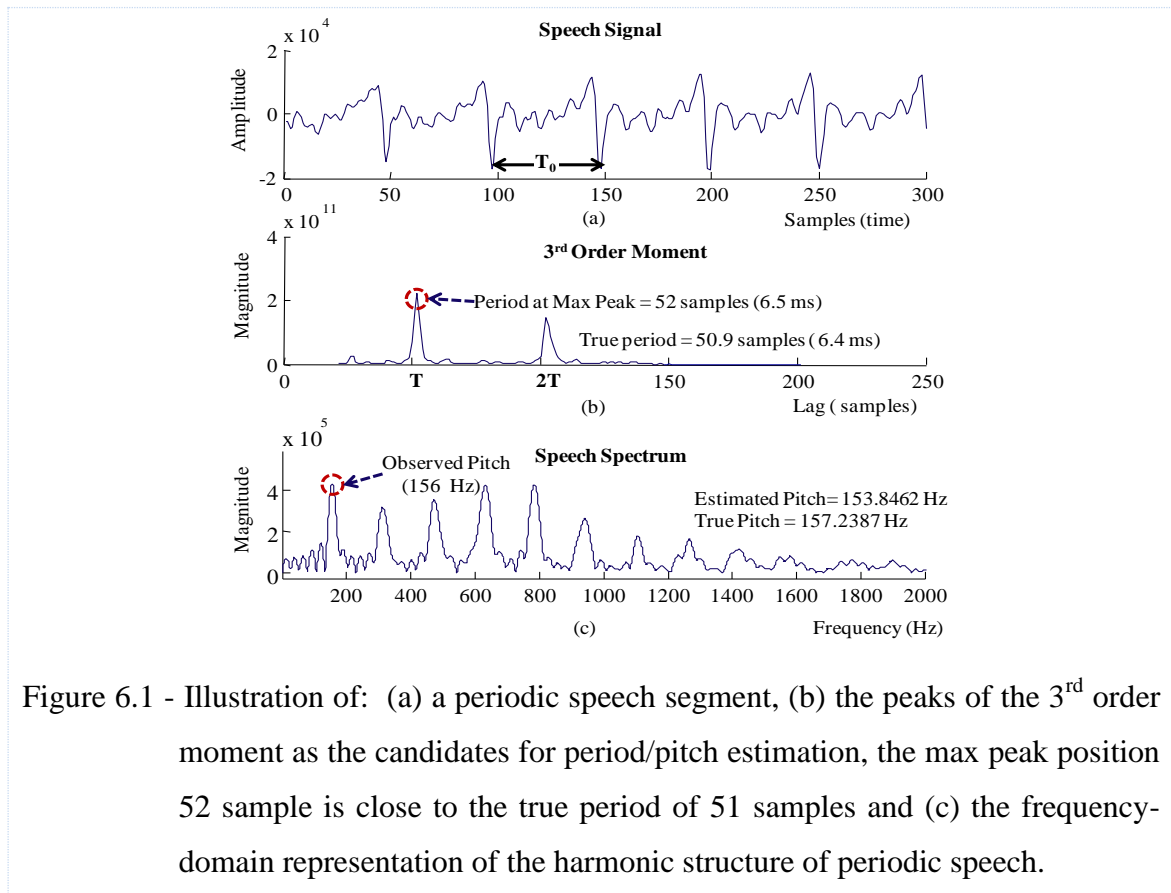 Speech Signal
x 10^4
Amplitude
2
0
-2
T₀
0 50 100 150 200 250 300
(a)
Samples (time)
x 10^11
3rd Order Moment
Magnitude
4
2
0
Period at Max Peak = 52 samples (6.5 ms)
True period = 50.9 samples ( 6.4 ms)
0 T 2T 150 200 250
(b)
Lag ( samples)
x 10^5
Speech Spectrum
Magnitude
4
2
0
Observed Pitch
(156 Hz)
Estimated Pitch= 153.8462 Hz
True Pitch = 157.2387 Hz
200 400 600 800 1000 1200 1400 1600 1800 2000
(c)
Frequency (Hz)
Figure 6.1 - Illustration of: (a) a periodic speech segment, (b) the peaks of the 3rd order
moment as the candidates for period/pitch estimation, the max peak position
52 sample is close to the true period of 51 samples and (c) the frequency-
domain representation of the harmonic structure of periodic speech.